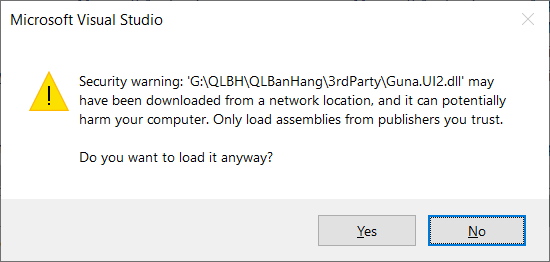 Microsoft Visual Studio
Security warning: 'G:\QLBH\QLBanHang\3rdParty\Guna.UI2.dll' may
have been downloaded from a network location, and it can potentially
harm your computer. Only load assemblies from publishers you trust.
Do you want to load it anyway?
Yes
No